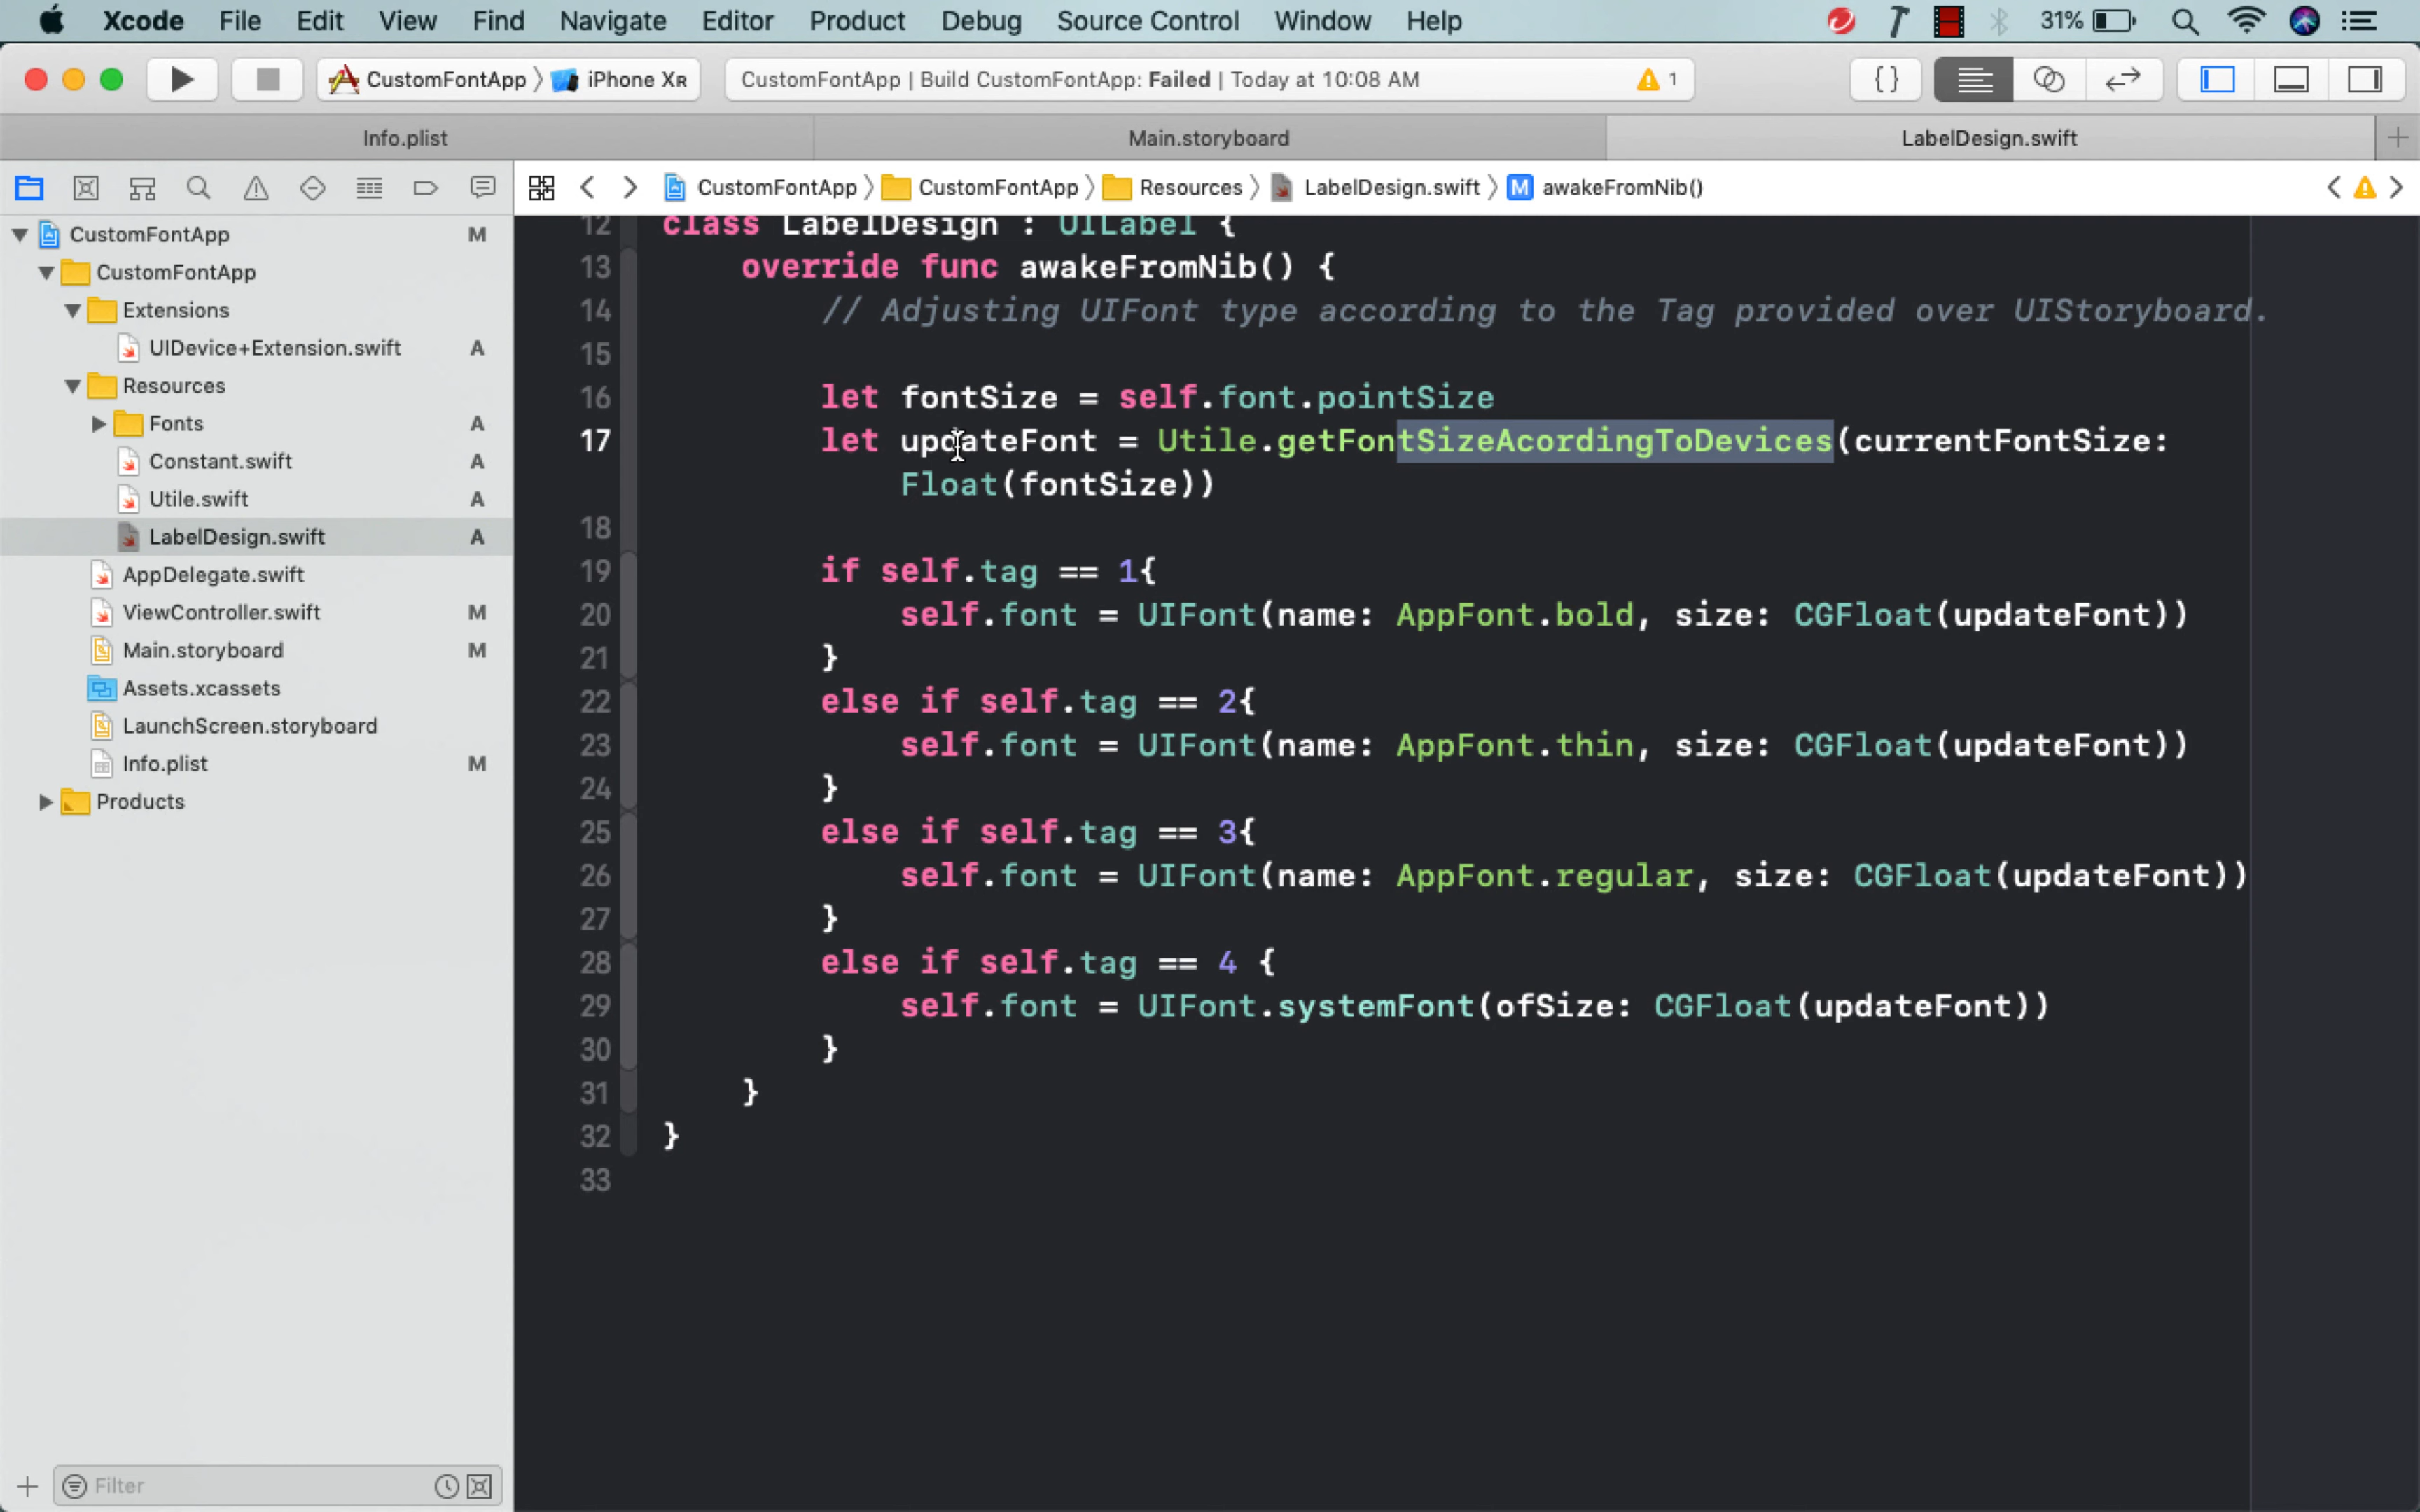 Xcode File Edit View Find Navigate Editor Product Debug Source Control Window Help 31%
CustomFontApp 〉 iPhone XR CustomFontApp | Build CustomFontApp: Failed | Today at 10:08 AM 1 {}
Info.plist Main.storyboard LabelDesign.swift
CustomFontApp 〉 CustomFontApp 〉 Resources 〉 LabelDesign.swift 〉 M awakeFromNib()
CustomFontApp M
CustomFontApp
Extensions
UIDevice+Extension.swift A
Resources
Fonts A
Constant.swift A
Utile.swift A
LabelDesign.swift A
AppDelegate.swift
ViewController.swift M
Main.storyboard M
Assets.xcassets
LaunchScreen.storyboard
Info.plist M
Products
Filter
12 class LabelDesign : UILabel {
13 override func awakeFromNib() {
14 // Adjusting UIFont type according to the Tag provided over UIStoryboard.
15
16 let fontSize = self.font.pointSize
17 let updateFont = Utile.getFontSizeAcordingToDevices(currentFontSize:
Float(fontSize))
18
19 if self.tag == 1{
20 self.font = UIFont(name: AppFont.bold, size: CGFloat(updateFont))
21 }
22 else if self.tag == 2{
23 self.font = UIFont(name: AppFont.thin, size: CGFloat(updateFont))
24 }
25 else if self.tag == 3{
26 self.font = UIFont(name: AppFont.regular, size: CGFloat(updateFont))
27 }
28 else if self.tag == 4 {
29 self.font = UIFont.systemFont(ofSize: CGFloat(updateFont))
30 }
31 }
32 }
33